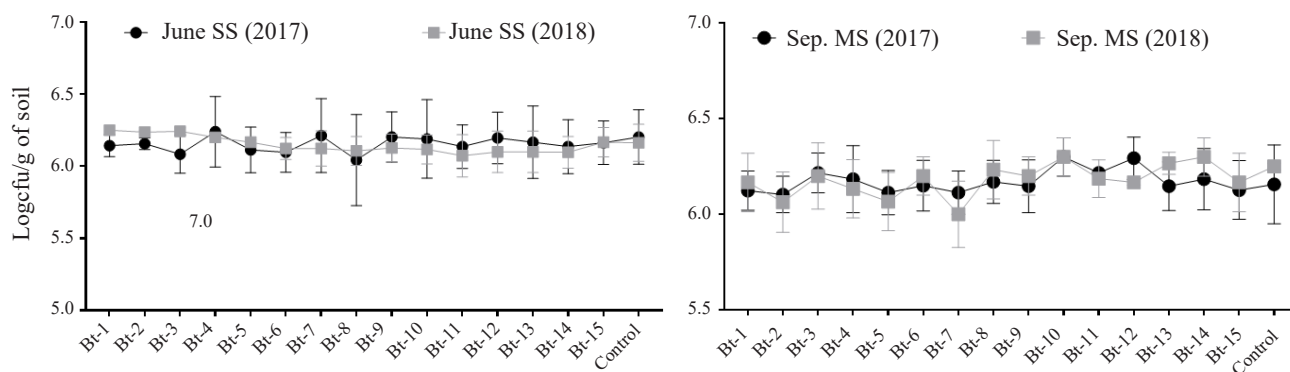 7.0
June SS (2017)
June SS (2018)
6.5
6.0
5.5
5.0
Logcfu/g of soil
7.0
Bt-1
Bt-2
Bt-3
Bt-4
Bt-5
Bt-6
Bt-7
Bt-8
Bt-9
Bt-10
Bt-11
Bt-12
Bt-13
Bt-14
Bt-15
Control
7.0
Sep. MS (2017)
Sep. MS (2018)
6.5
6.0
5.5
Bt-1
Bt-2
Bt-3
Bt-4
Bt-5
Bt-6
Bt-7
Bt-8
Bt-9
Bt-10
Bt-11
Bt-12
Bt-13
Bt-14
Bt-15
Control